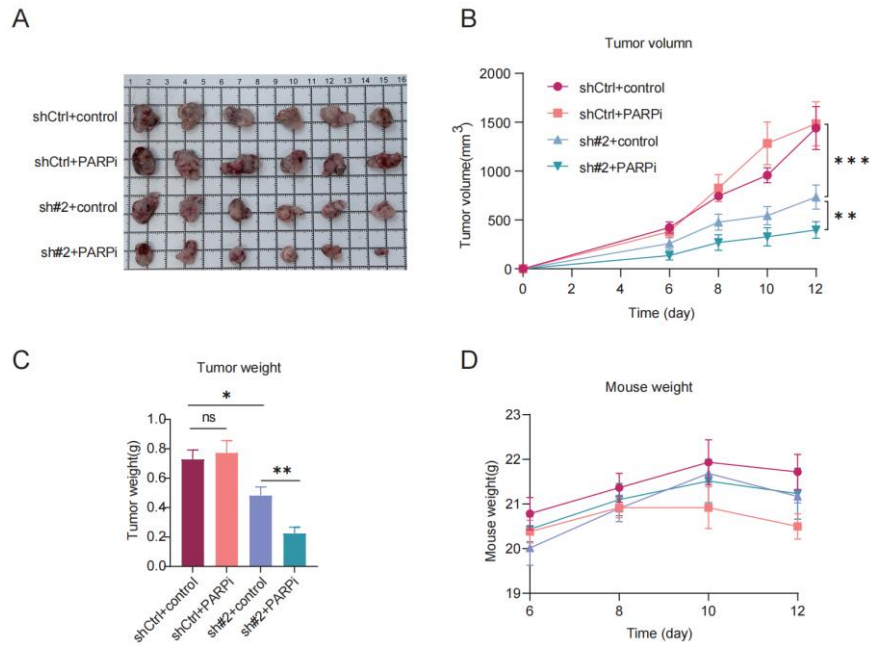 A
1 2 3 4 5 6 7 8 9 10 11 12 13 14 15 16
shCtrl+control
shCtrl+PARPi
sh#2+control
sh#2+PARPi
B
Tumor volumn
2000
1500
1000
500
0
Tumor volume(mm³)
shCtrl+control
shCtrl+PARPi
sh#2+control
sh#2+PARPi
***
**
0 2 4 6 8 10 12
Time (day)
C
Tumor weight
*
ns
**
1.0
0.8
0.6
0.4
0.2
0.0
Tumor weight(g)
shCtrl+control
shCtrl+PARPi
sh#2+control
sh#2+PARPi
D
Mouse weight
23
22
21
20
19
Mouse weight(g)
6 8 10 12
Time (day)